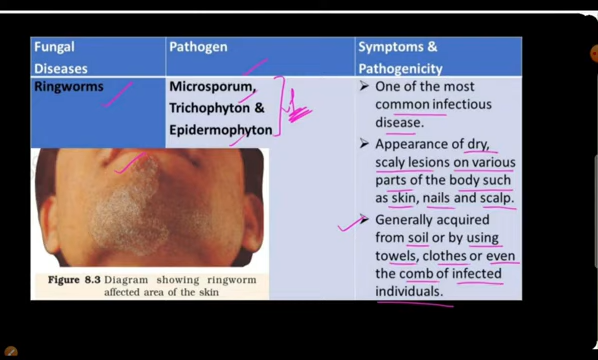 Fungal
Diseases
Pathogen
Symptoms &
Pathogenicity
Ringworms
Microsporum,
Trichophyton &
Epidermophyton
➢ One of the most
common infectious
disease.
➢ Appearance of dry,
scaly lesions on various
parts of the body such
as skin, nails and scalp.
➢ Generally acquired
from soil or by using
towels, clothes or even
the comb of infected
individuals.
Figure 8.3 Diagram showing ringworm
affected area of the skin